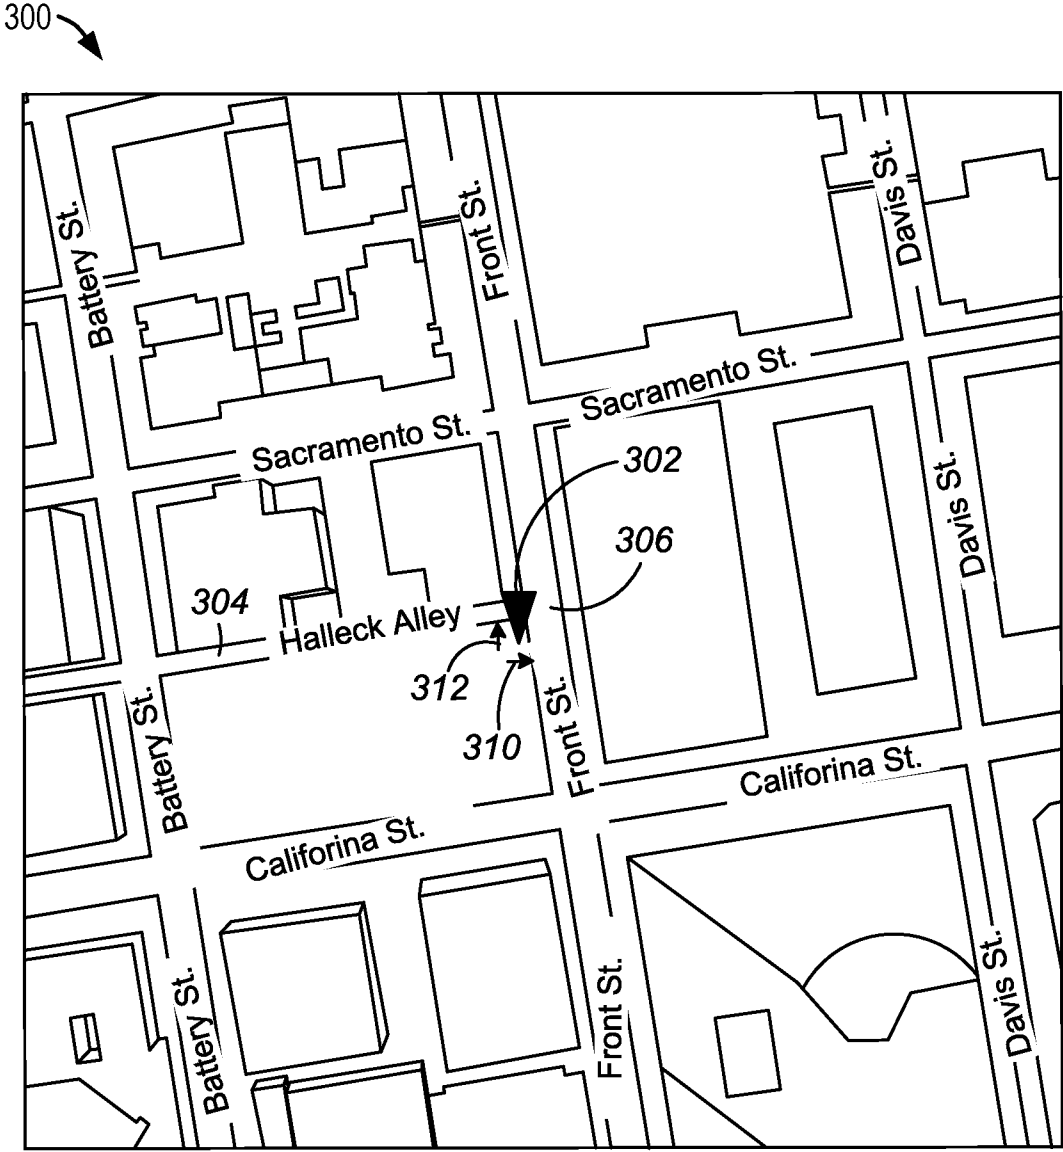 300
Battery St.
Front St.
Davis St.
Sacramento St.
Sacramento St.
302
306
Davis St.
304
Halleck Alley
312
310
Battery St.
Front St.
Califorina St.
Califorina St.
Battery St.
Front St.
Davis St.